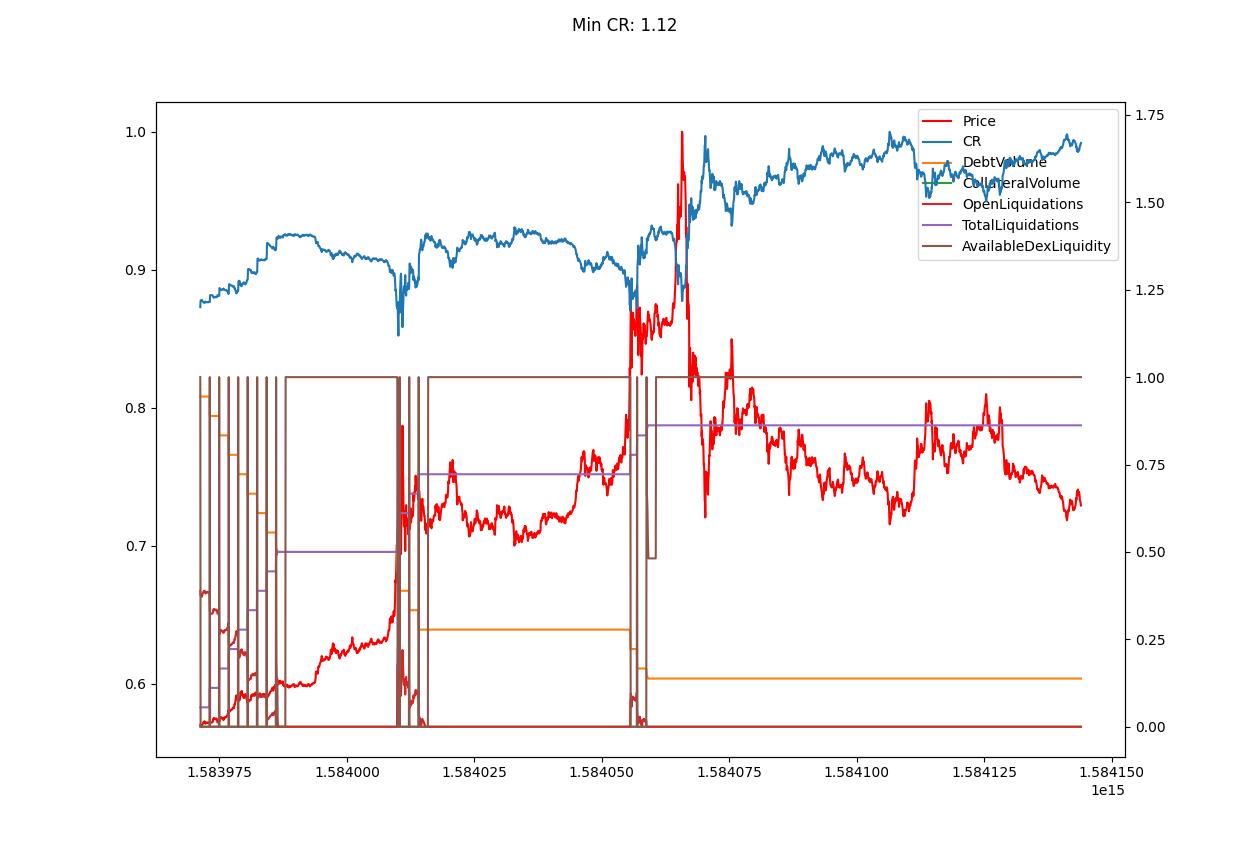 Min CR: 1.12
1.0
0.9
0.8
0.7
0.6
1.75
1.50
1.25
1.00
0.75
0.50
0.25
0.00
Price
CR
DebtVolume
CollateralVolume
OpenLiquidations
TotalLiquidations
AvailableDexLiquidity
1.583975 1.584000 1.584025 1.584050 1.584075 1.584100 1.584125 1.584150
1e15